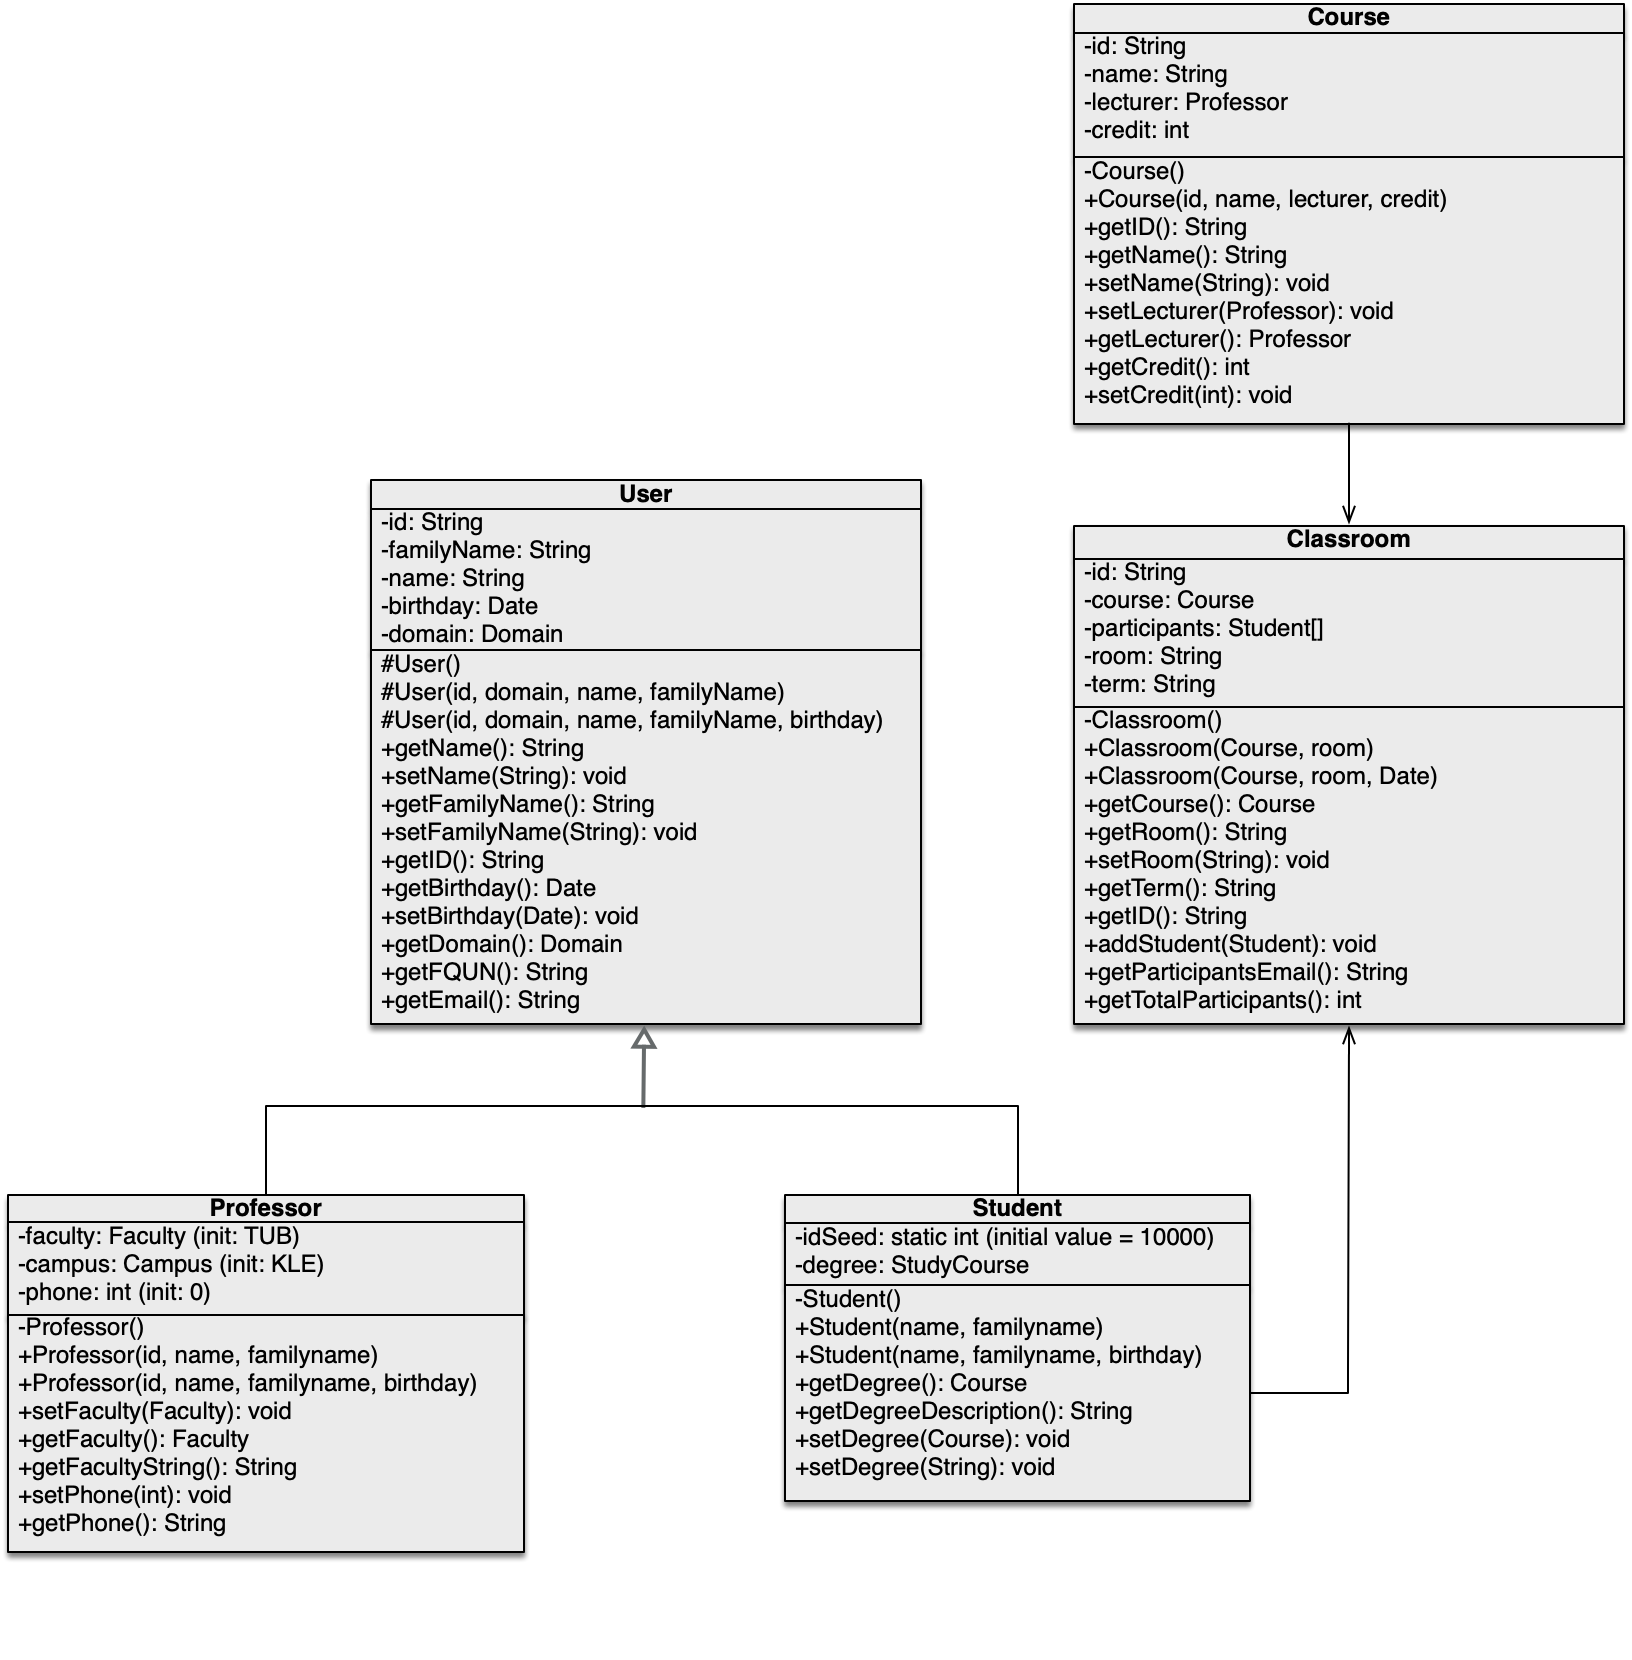 Course
-id: String
-name: String
-lecturer: Professor
-credit: int
-Course()
+Course(id, name, lecturer, credit)
+getID(): String
+getName(): String
+setName(String): void
+setLecturer(Professor): void
+getLecturer(): Professor
+getCredit(): int
+setCredit(int): void
User
-id: String
-familyName: String
-name: String
-birthday: Date
-domain: Domain
#User()
#User(id, domain, name, familyName)
#User(id, domain, name, familyName, birthday)
+getName(): String
+setName(String): void
+getFamilyName(): String
+setFamilyName(String): void
+getID(): String
+getBirthday(): Date
+setBirthday(Date): void
+getDomain(): Domain
+getFQUN(): String
+getEmail(): String
Classroom
-id: String
-course: Course
-participants: Student[]
-room: String
-term: String
-Classroom()
+Classroom(Course, room)
+Classroom(Course, room, Date)
+getCourse(): Course
+getRoom(): String
+setRoom(String): void
+getTerm(): String
+getID(): String
+addStudent(Student): void
+getParticipantsEmail(): String
+getTotalParticipants(): int
Professor
-faculty: Faculty (init: TUB)
-campus: Campus (init: KLE)
-phone: int (init: 0)
-Professor()
+Professor(id, name, familyname)
+Professor(id, name, familyname, birthday)
+setFaculty(Faculty): void
+getFaculty(): Faculty
+getFacultyString(): String
+setPhone(int): void
+getPhone(): String
Student
-idSeed: static int (initial value = 10000)
-degree: StudyCourse
-Student()
+Student(name, familyname)
+Student(name, familyname, birthday)
+getDegree(): Course
+getDegreeDescription(): String
+setDegree(Course): void
+setDegree(String): void